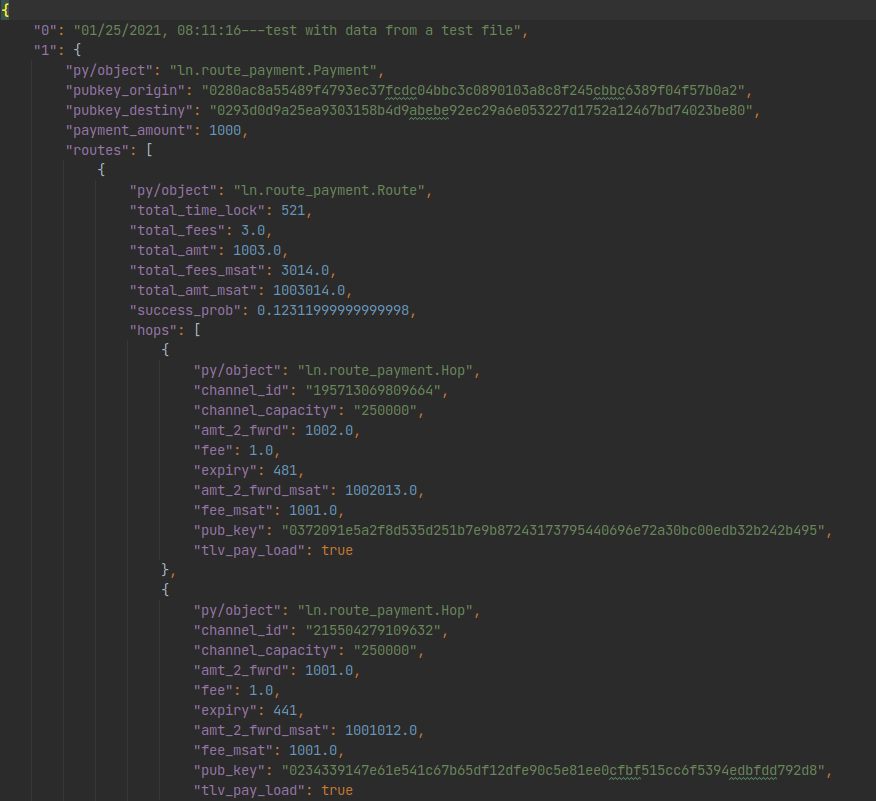 {
"0": "01/25/2021, 08:11:16---test with data from a test file",
"1": {
"py/object": "ln.route_payment.Payment",
"pubkey_origin": "0280ac8a55489f4793ec37fcdc04bbc3c0890103a8c8f245cbbc6389f04f57b0a2",
"pubkey_destiny": "0293d0d9a25ea9303158b4d9abebe92ec29a6e053227d1752a12467bd74023be80",
"payment_amount": 1000,
"routes": [
{
"py/object": "ln.route_payment.Route",
"total_time_lock": 521,
"total_fees": 3.0,
"total_amt": 1003.0,
"total_fees_msat": 3014.0,
"total_amt_msat": 1003014.0,
"success_prob": 0.12311999999999998,
"hops": [
{
"py/object": "ln.route_payment.Hop",
"channel_id": "195713069809664",
"channel_capacity": "250000",
"amt_2_fwrd": 1002.0,
"fee": 1.0,
"expiry": 481,
"amt_2_fwrd_msat": 1002013.0,
"fee_msat": 1001.0,
"pub_key": "0372091e5a2f8d535d251b7e9b87243173795440696e72a30bc00edb32b242b495",
"tlv_pay_load": true
},
{
"py/object": "ln.route_payment.Hop",
"channel_id": "215504279109632",
"channel_capacity": "250000",
"amt_2_fwrd": 1001.0,
"fee": 1.0,
"expiry": 441,
"amt_2_fwrd_msat": 1001012.0,
"fee_msat": 1001.0,
"pub_key": "0234339147e61e541c67b65df12dfe90c5e81ee0cfbf515cc6f5394edbfdd792d8",
"tlv_pay_load": true